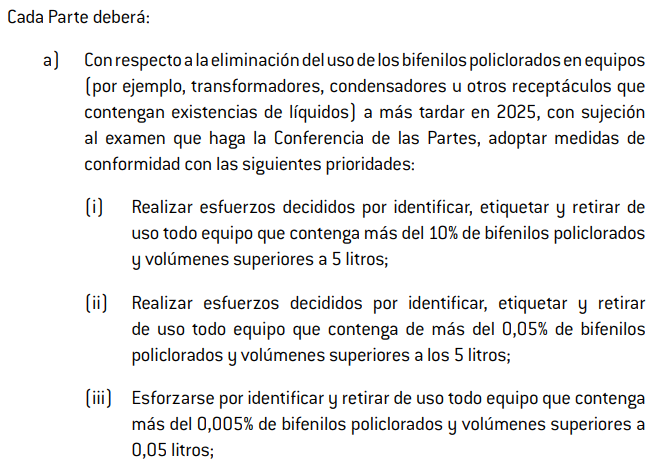 Cada Parte deberá:
a) Con respecto a la eliminación del uso de los bifenilos policlorados en equipos
(por ejemplo, transformadores, condensadores u otros receptáculos que
contengan existencias de líquidos) a más tardar en 2025, con sujeción
al examen que haga la Conferencia de las Partes, adoptar medidas de
conformidad con las siguientes prioridades:
(i) Realizar esfuerzos decididos por identificar, etiquetar y retirar de
uso todo equipo que contenga más del 10% de bifenilos policlorados
y volúmenes superiores a 5 litros;
(ii) Realizar esfuerzos decididos por identificar, etiquetar y retirar
de uso todo equipo que contenga de más del 0,05% de bifenilos
policlorados y volúmenes superiores a los 5 litros;
(iii) Esforzarse por identificar y retirar de uso todo equipo que contenga
más del 0,005% de bifenilos policlorados y volúmenes superiores a
0,05 litros;